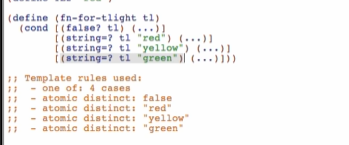 (define (fn-for-tlight tl)
(cond [(false? tl) (...)]
[(string=? tl "red") (...)]
[(string=? tl "yellow") (...)]
[(string=? tl "green") (...)]))
;; Template rules used:
;; - one of: 4 cases
;; - atomic distinct: false
;; - atomic distinct: "red"
;; - atomic distinct: "yellow"
;; - atomic distinct: "green"